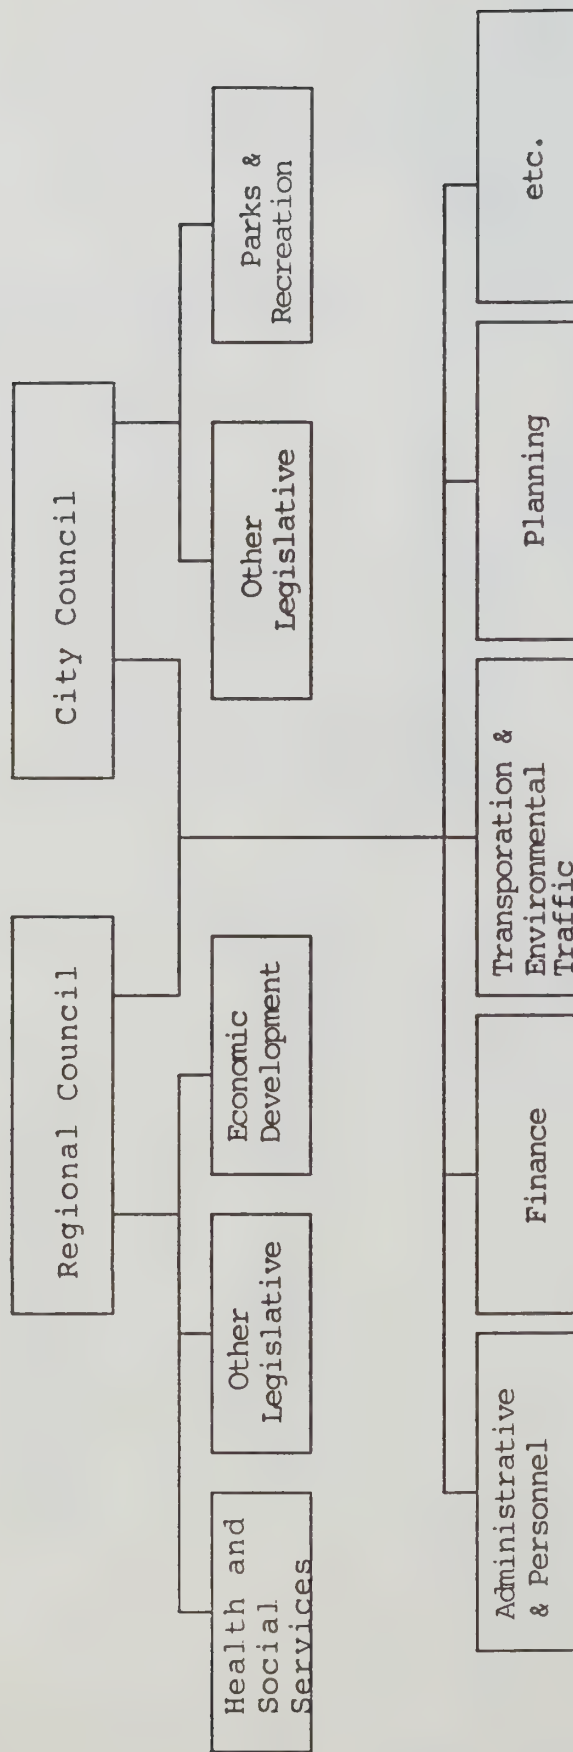 Regional Council
City Council
Health and
Social
Services
Other
Legislative
Economic
Development
Other
Legislative
Parks &
Recreation
Administrative
& Personnel
Finance
Transporation &
Environmental
Traffic
Planning
etc.